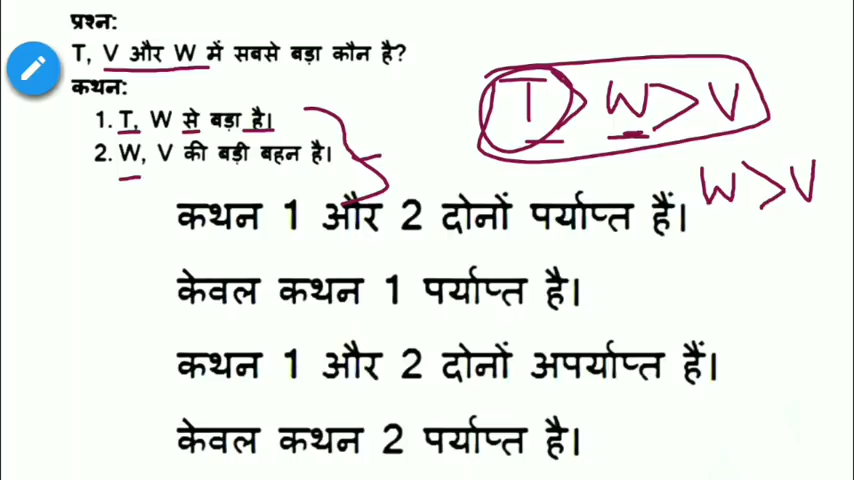 प्रश्न:
T, V और W में सबसे बड़ा कौन है?
कथन:
1. T, W से बड़ा है।
2. W, V की बड़ी बहन है।
T > W > V
W > V
कथन 1 और 2 दोनों पर्याप्त हैं।
केवल कथन 1 पर्याप्त है।
कथन 1 और 2 दोनों अपर्याप्त हैं।
केवल कथन 2 पर्याप्त है।